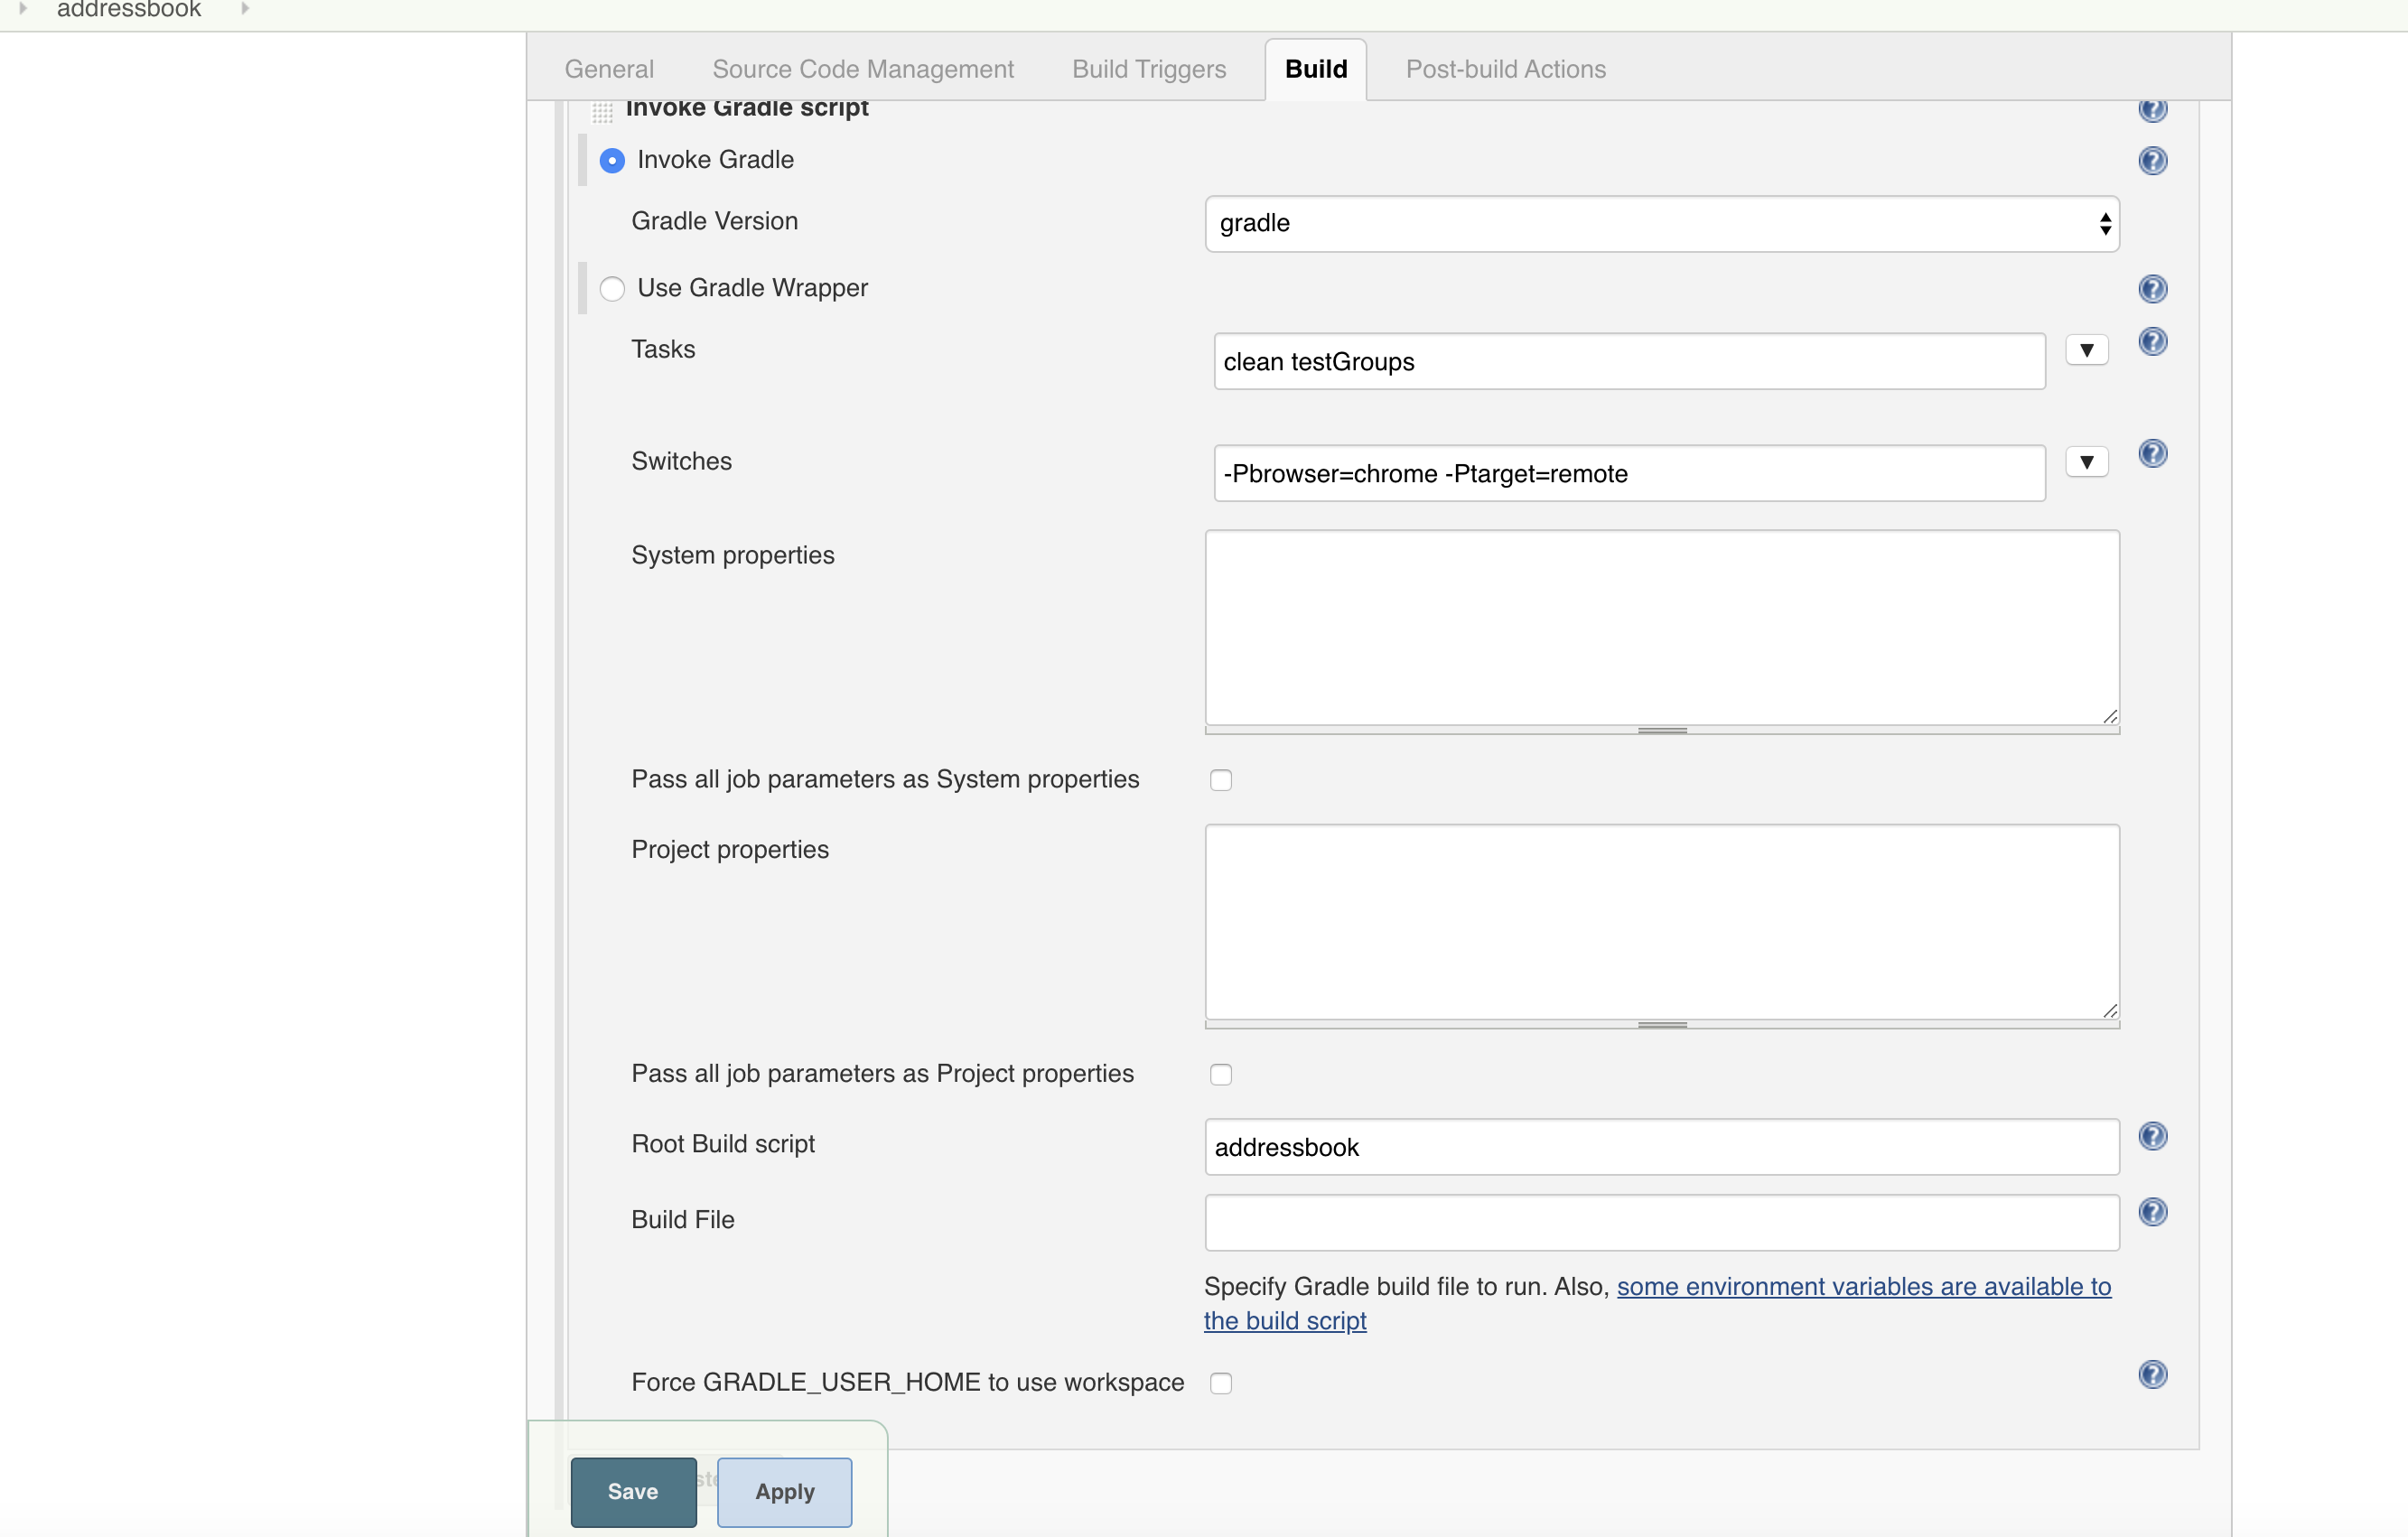 addressbook
General Source Code Management Build Triggers Build Post-build Actions
Invoke Gradle script
Invoke Gradle
Gradle Version gradle
Use Gradle Wrapper
Tasks clean testGroups
Switches -Pbrowser=chrome -Ptarget=remote
System properties
Pass all job parameters as System properties
Project properties
Pass all job parameters as Project properties
Root Build script addressbook
Build File
Specify Gradle build file to run. Also, some environment variables are available to
the build script
Force GRADLE_USER_HOME to use workspace
Save Apply